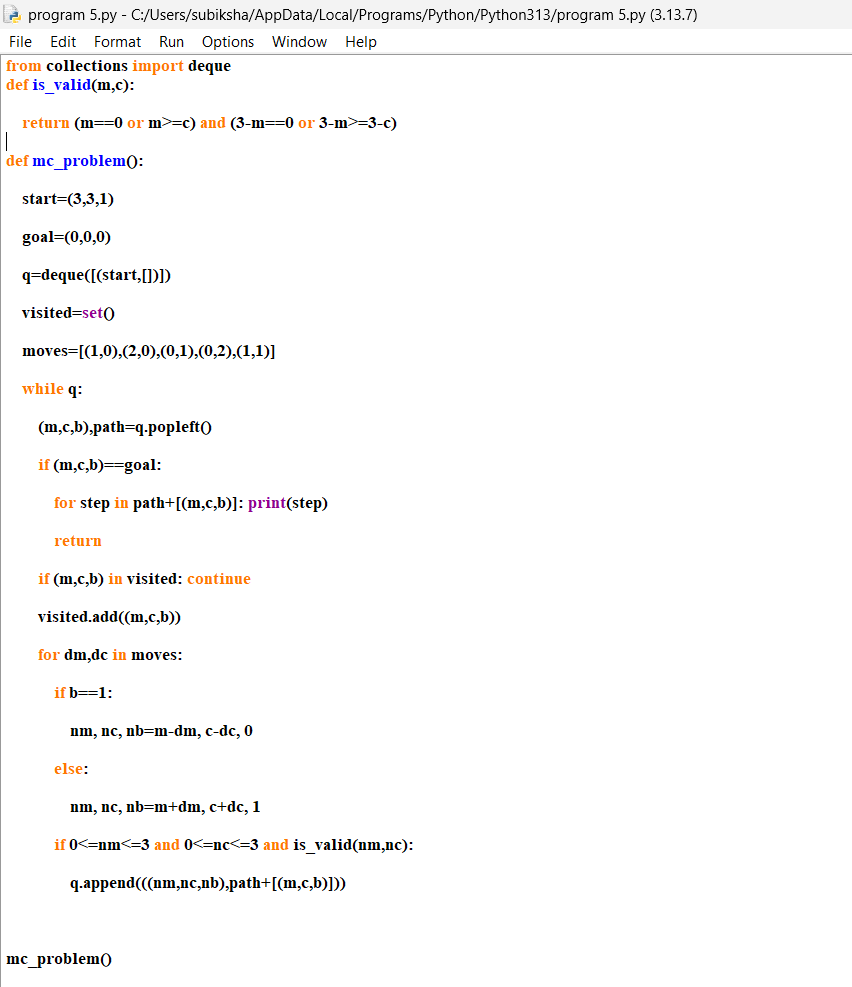 program 5.py - C:/Users/subiksha/AppData/Local/Programs/Python/Python313/program 5.py (3.13.7)
File Edit Format Run Options Window Help
from collections import deque
def is_valid(m,c):
    return (m==0 or m>=c) and (3-m==0 or 3-m>=3-c)
def mc_problem():
    start=(3,3,1)
    goal=(0,0,0)
    q=deque([(start,[])])
    visited=set()
    moves=[(1,0),(2,0),(0,1),(0,2),(1,1)]
    while q:
        (m,c,b),path=q.popleft()
        if (m,c,b)==goal:
            for step in path+[(m,c,b)]: print(step)
            return
        if (m,c,b) in visited: continue
        visited.add((m,c,b))
        for dm,dc in moves:
            if b==1:
                nm, nc, nb=m-dm, c-dc, 0
            else:
                nm, nc, nb=m+dm, c+dc, 1
            if 0<=nm<=3 and 0<=nc<=3 and is_valid(nm,nc):
                q.append(((nm,nc,nb),path+[(m,c,b)]))
mc_problem()